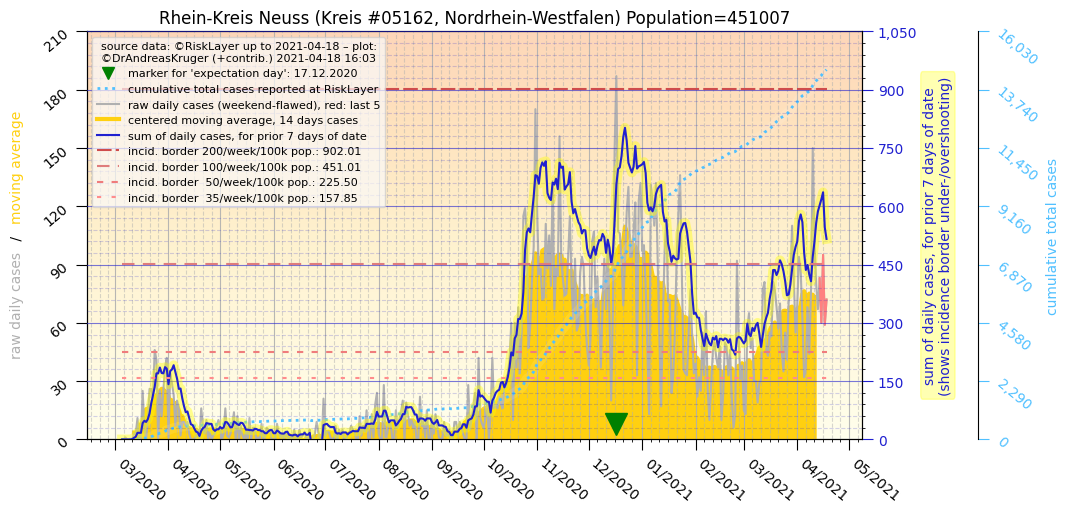 Rhein-Kreis Neuss (Kreis #05162, Nordrhein-Westfalen) Population=451007
source data: ©RiskLayer up to 2021-04-18 – plot:
©DrAndreasKruger (+contrib.) 2021-04-18 16:03
marker for 'expectation day': 17.12.2020
cumulative total cases reported at RiskLayer
raw daily cases (weekend-flawed), red: last 5
centered moving average, 14 days cases
sum of daily cases, for prior 7 days of date
incid. border 200/week/100k pop.: 902.01
incid. border 100/week/100k pop.: 451.01
incid. border  50/week/100k pop.: 225.50
incid. border  35/week/100k pop.: 157.85
raw daily cases / moving average
210
180
150
120
90
60
30
0
03/2020
04/2020
05/2020
06/2020
07/2020
08/2020
09/2020
10/2020
11/2020
12/2020
01/2021
02/2021
03/2021
04/2021
05/2021
1,050
900
750
600
450
300
150
0
sum of daily cases, for prior 7 days of date
(shows incidence border under-/overshooting)
16,030
13,740
11,450
9,160
6,870
4,580
2,290
0
cumulative total cases